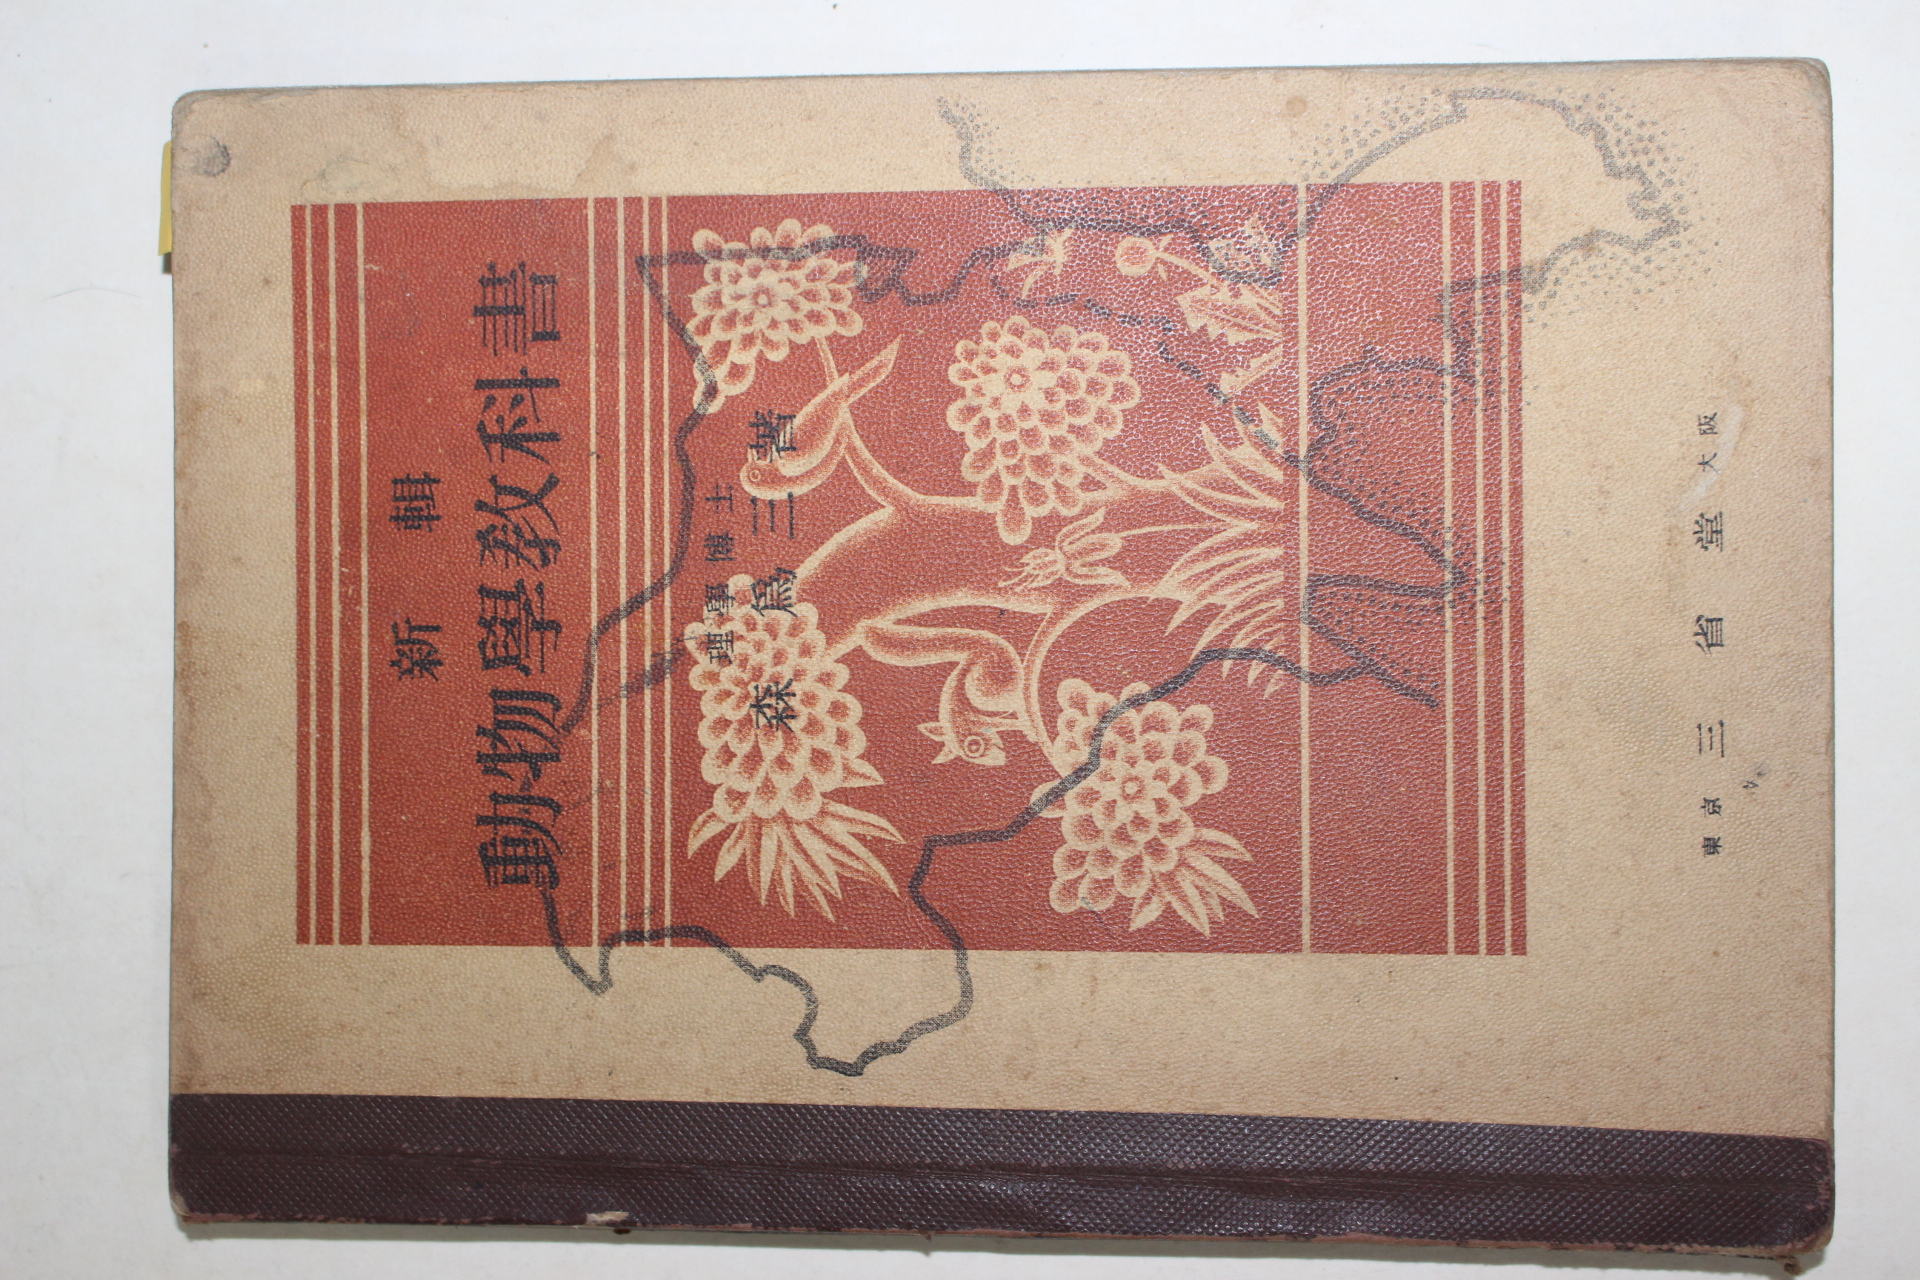 新輯
動物學敎科書
理學博士
森爲三著
東京 三省堂 大阪